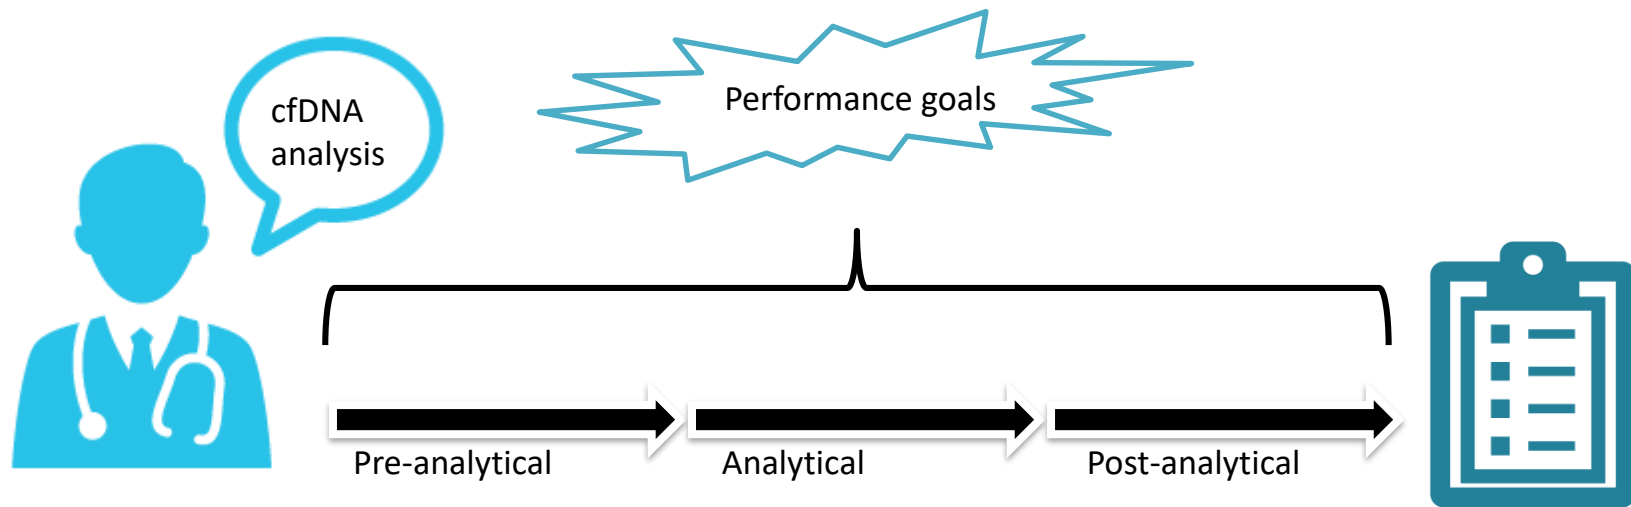 cfDNA
analysis
Performance goals
Pre-analytical
Analytical
Post-analytical